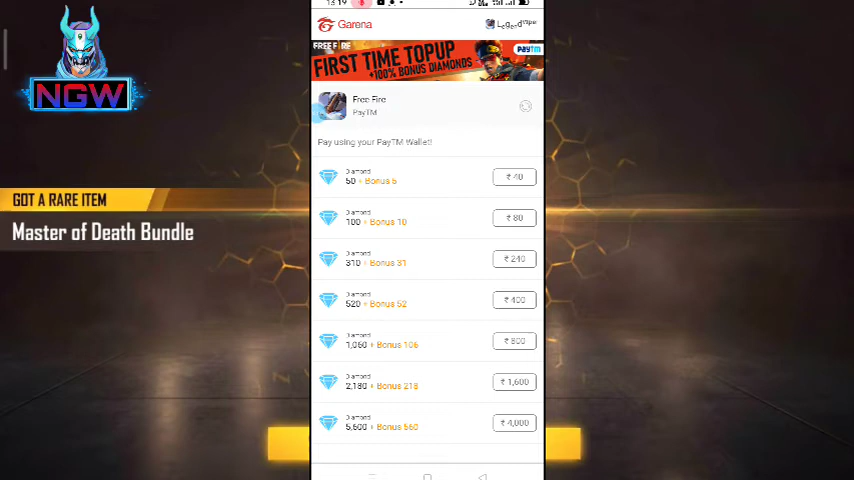 13:19
Garena
LegendViper
FREE FIRE
FIRST TIME TOPUP
+100% BONUS DIAMONDS
Paytm
NGW
Free Fire
PayTM
Pay using your PayTM Wallet!
Diamond
50 + Bonus 5
₹ 40
Diamond
100 + Bonus 10
₹ 80
GOT A RARE ITEM
Master of Death Bundle
Diamond
310 + Bonus 31
₹ 240
Diamond
520 + Bonus 52
₹ 400
Diamond
1,060 + Bonus 106
₹ 800
Diamond
2,180 + Bonus 218
₹ 1,600
Diamond
5,600 + Bonus 560
₹ 4,000